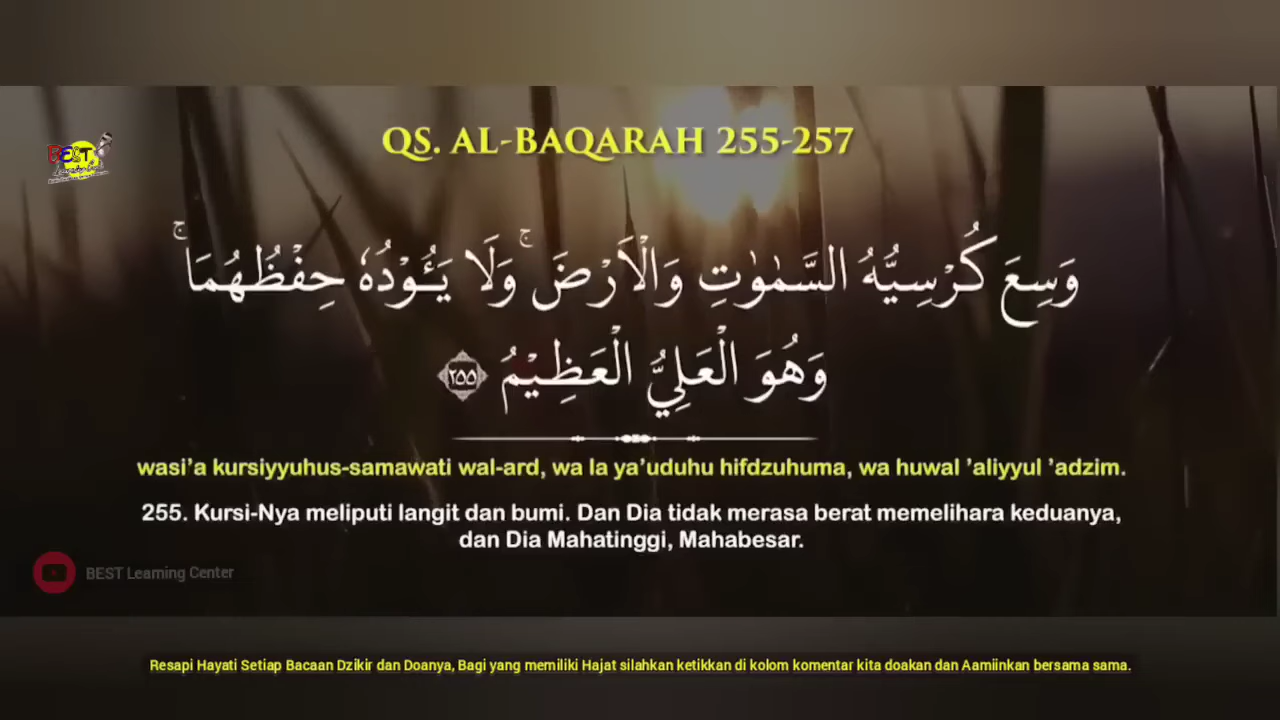 BEST
QS. AL-BAQARAH 255-257
وَسِعَ كُرْسِيُّهُ السَّمٰوٰتِ وَالْاَرْضَ ۚ وَلَا يَـُٔوْدُهٗ حِفْظُهُمَا ۚ
وَهُوَ الْعَلِيُّ الْعَظِيْمُ ٢٥٥
wasi’a kursiyyuhus-samawati wal-ard, wa la ya’uduhu hifdzuhuma, wa huwal ’aliyyul ’adzim.
255. Kursi-Nya meliputi langit dan bumi. Dan Dia tidak merasa berat memelihara keduanya,
dan Dia Mahatinggi, Mahabesar.
BEST Learning Center
Resapi Hayati Setiap Bacaan Dzikir dan Doanya, Bagi yang memiliki Hajat silahkan ketikkan di kolom komentar kita doakan dan Aamiinkan bersama sama.